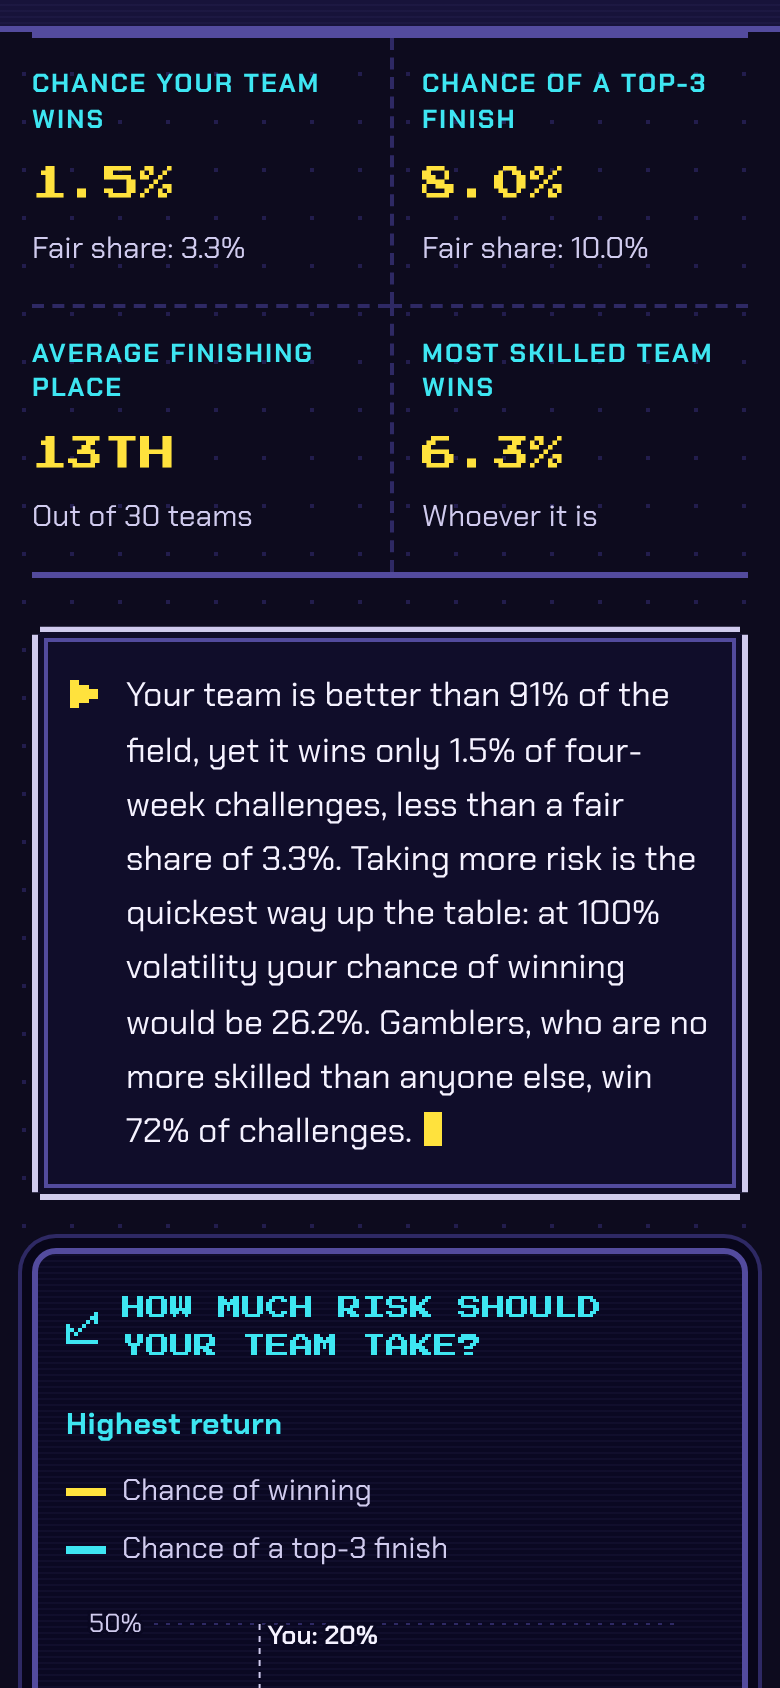 CHANCE YOUR TEAM
WINS
1.5%
Fair share: 3.3%
CHANCE OF A TOP-3
FINISH
8.0%
Fair share: 10.0%
AVERAGE FINISHING
PLACE
13TH
Out of 30 teams
MOST SKILLED TEAM
WINS
6.3%
Whoever it is
Your team is better than 91% of the
field, yet it wins only 1.5% of four-
week challenges, less than a fair
share of 3.3%. Taking more risk is the
quickest way up the table: at 100%
volatility your chance of winning
would be 26.2%. Gamblers, who are no
more skilled than anyone else, win
72% of challenges.
HOW MUCH RISK SHOULD
YOUR TEAM TAKE?
Highest return
Chance of winning
Chance of a top-3 finish
50%
You: 20%